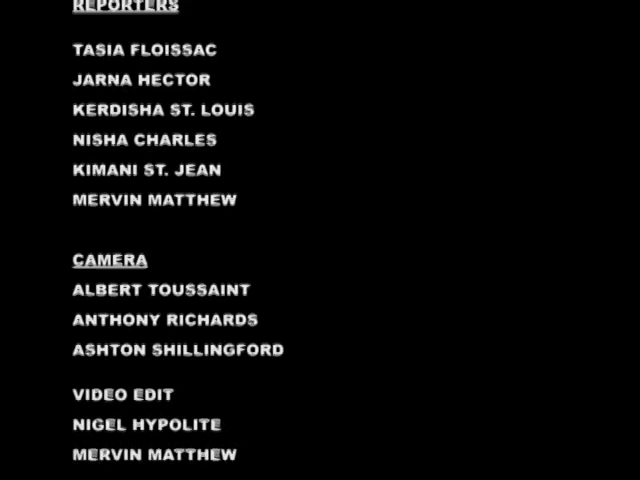 REPORTERS
TASIA FLOISSAC
JARNA HECTOR
KERDISHA ST. LOUIS
NISHA CHARLES
KIMANI ST. JEAN
MERVIN MATTHEW
CAMERA
ALBERT TOUSSAINT
ANTHONY RICHARDS
ASHTON SHILLINGFORD
VIDEO EDIT
NIGEL HYPOLITE
MERVIN MATTHEW